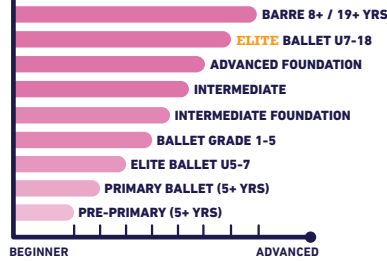 BARRE 8+ / 19+ YRS
ELITE BALLET U7-18
ADVANCED FOUNDATION
INTERMEDIATE
INTERMEDIATE FOUNDATION
BALLET GRADE 1-5
ELITE BALLET U5-7
PRIMARY BALLET (5+ YRS)
PRE-PRIMARY (5+ YRS)
BEGINNER ADVANCED